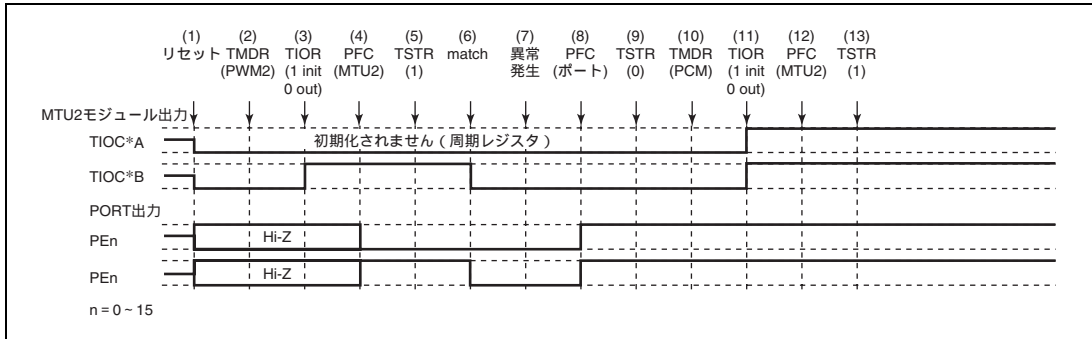 (1) (2) (3) (4) (5) (6) (7) (8) (9) (10) (11) (12) (13)
リセット TMDR TIOR PFC TSTR match 異常 PFC TSTR TMDR TIOR PFC TSTR
(PWM2) (1 init (MTU2) (1) 発生 (ポート) (0) (PCM) (1 init (MTU2) (1)
0 out) 0 out)
MTU2モジュール出力
TIOC*A 初期化されません(周期レジスタ)
TIOC*B
PORT出力
PEn Hi-Z
PEn Hi-Z
n = 0 ~ 15